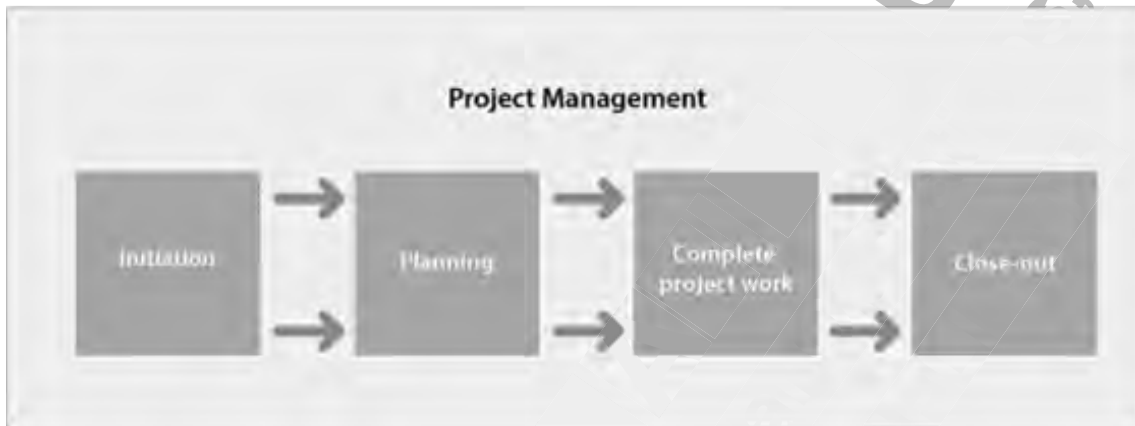 Project Management
Initiation
Planning
Complete
project work
Close-out